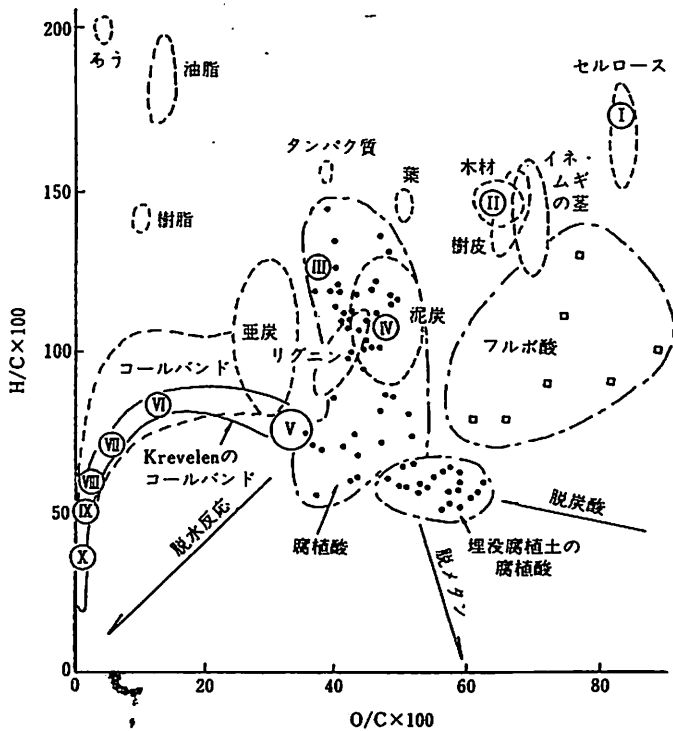 200
ろう
油脂
セルロース
Ⅰ
タンパク質
葉
木材
イネ・
ムギ
の茎
150
樹脂
Ⅱ
樹皮
Ⅲ
H/C×100
亜炭
泥炭
Ⅳ
リグニン
フルボ酸
100
コールバンド
Ⅵ
Ⅴ
Ⅶ
Krevelenの
コールバンド
Ⅷ
50
Ⅸ
Ⅹ
脱水反応
腐植酸
脱メタン
埋没腐植土の
腐植酸
脱炭酸
0
0
20
40
60
80
O/C×100